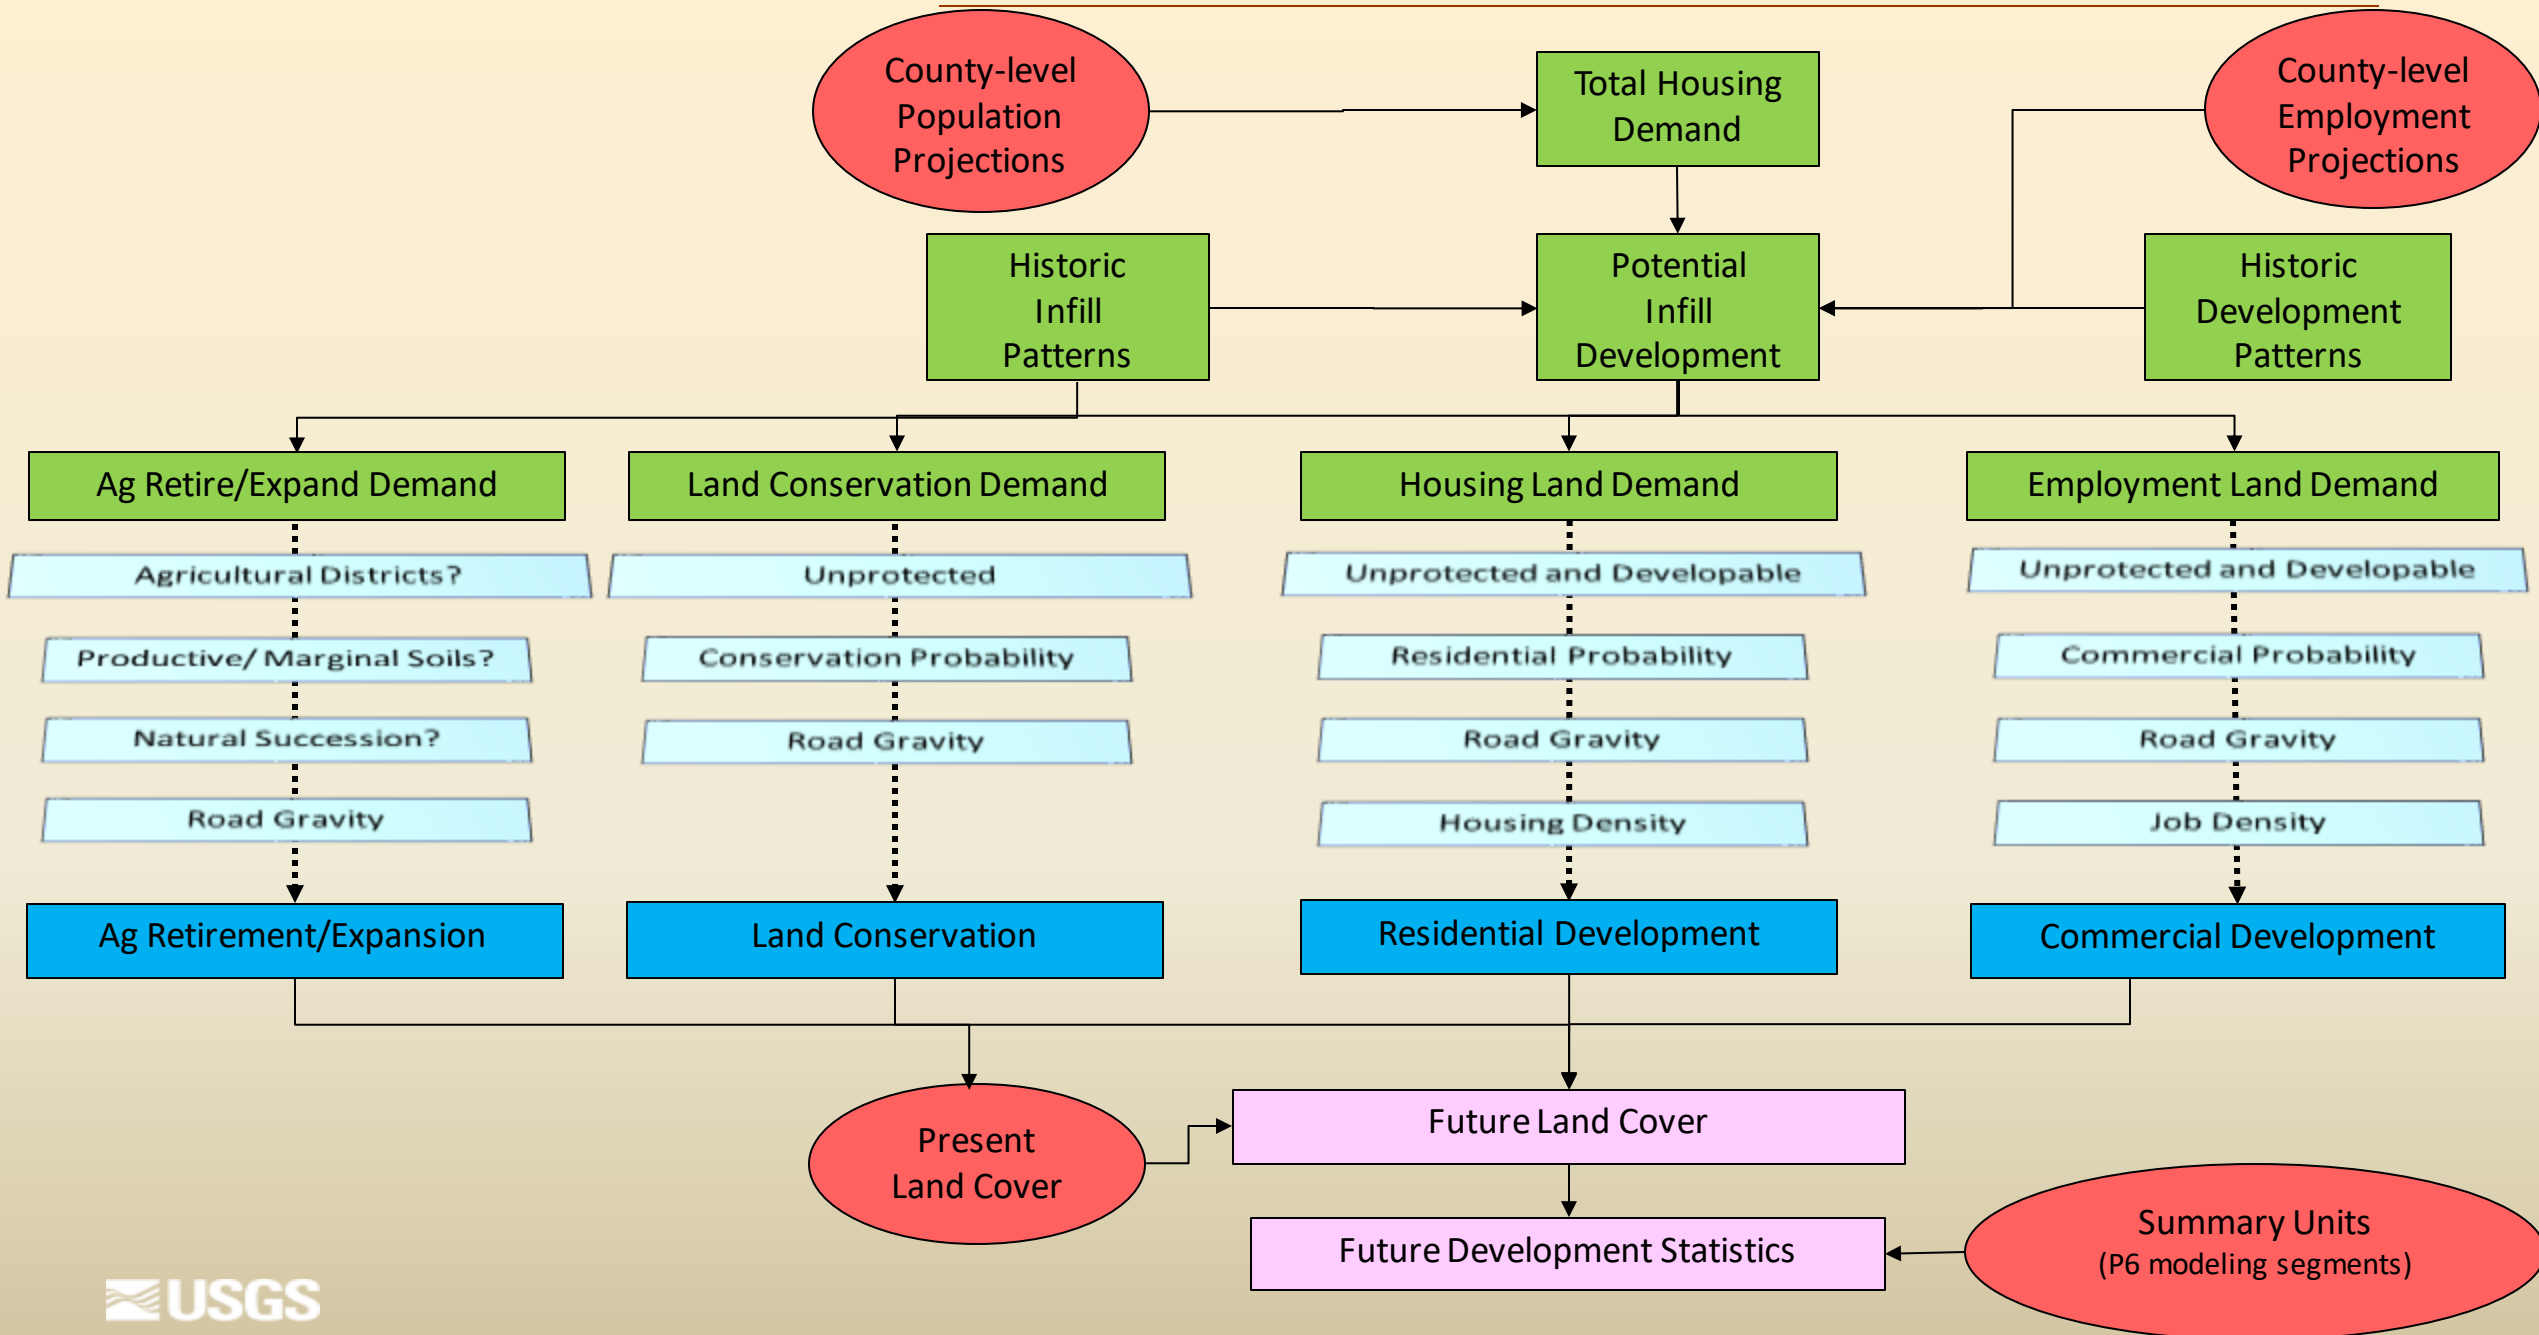 County-level
Population
Projections
Total Housing
Demand
County-level
Employment
Projections
Historic
Infill
Patterns
Potential
Infill
Development
Historic
Development
Patterns
Ag Retire/Expand Demand
Land Conservation Demand
Housing Land Demand
Employment Land Demand
Agricultural Districts?
Unprotected
Unprotected and Developable
Unprotected and Developable
Productive/ Marginal Soils?
Conservation Probability
Residential Probability
Commercial Probability
Natural Succession?
Road Gravity
Road Gravity
Road Gravity
Road Gravity
Housing Density
Job Density
Ag Retirement/Expansion
Land Conservation
Residential Development
Commercial Development
Present
Land Cover
Future Land Cover
Future Development Statistics
Summary Units
(P6 modeling segments)
USGS